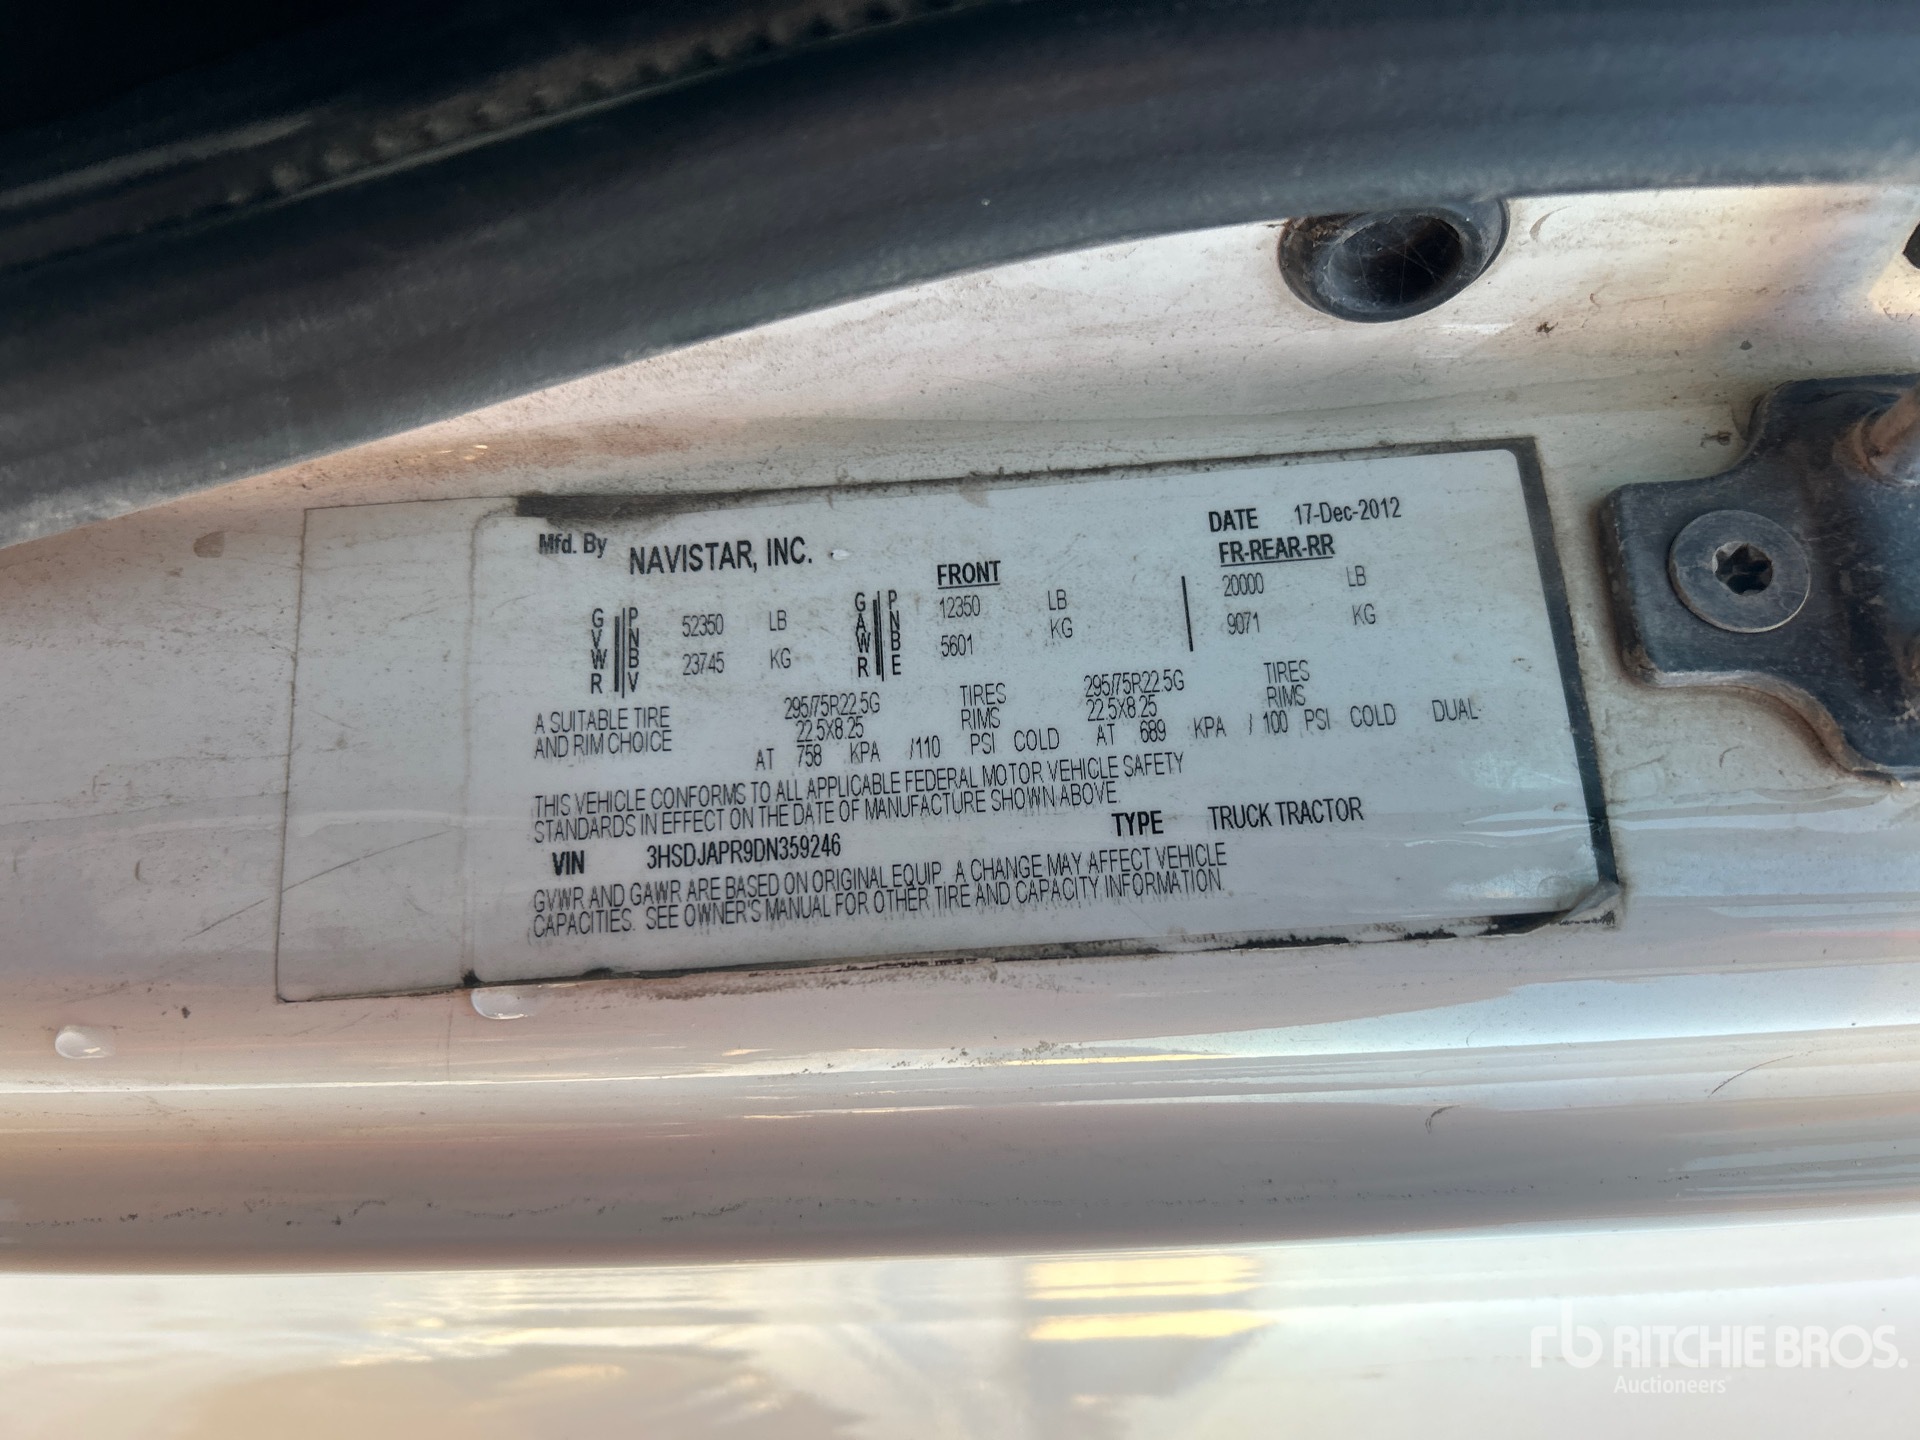 Mfd. By NAVISTAR, INC. DATE 17-Dec-2012
FRONT FR-REAR-RR
GVWR PNBV 52350 LB GAWR PNBE 12350 LB 20000 LB
23745 KG 5601 KG 9071 KG
A SUITABLE TIRE 295/75R22.5G TIRES 295/75R22.5G TIRES
AND RIM CHOICE 22.5X8.25 RIMS 22.5X8.25 RIMS
AT 758 KPA /110 PSI COLD AT 689 KPA / 100 PSI COLD DUAL
THIS VEHICLE CONFORMS TO ALL APPLICABLE FEDERAL MOTOR VEHICLE SAFETY
STANDARDS IN EFFECT ON THE DATE OF MANUFACTURE SHOWN ABOVE.
VIN 3HSDJAPR9DN359246 TYPE TRUCK TRACTOR
GVWR AND GAWR ARE BASED ON ORIGINAL EQUIP. A CHANGE MAY AFFECT VEHICLE
CAPACITIES. SEE OWNER'S MANUAL FOR OTHER TIRE AND CAPACITY INFORMATION.
rb RITCHIE BROS.
Auctioneers